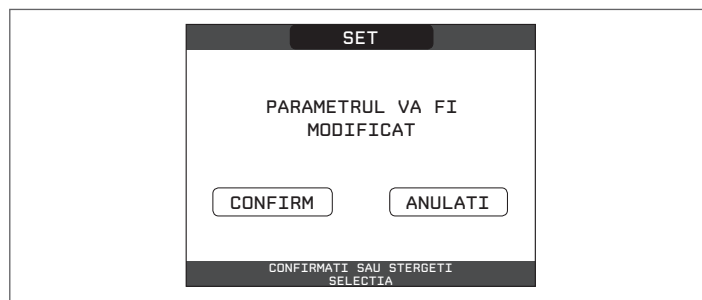 SET
PARAMETRUL VA FI
MODIFICAT
CONFIRM ANULATI
CONFIRMATI SAU STERGETI
SELECTIA